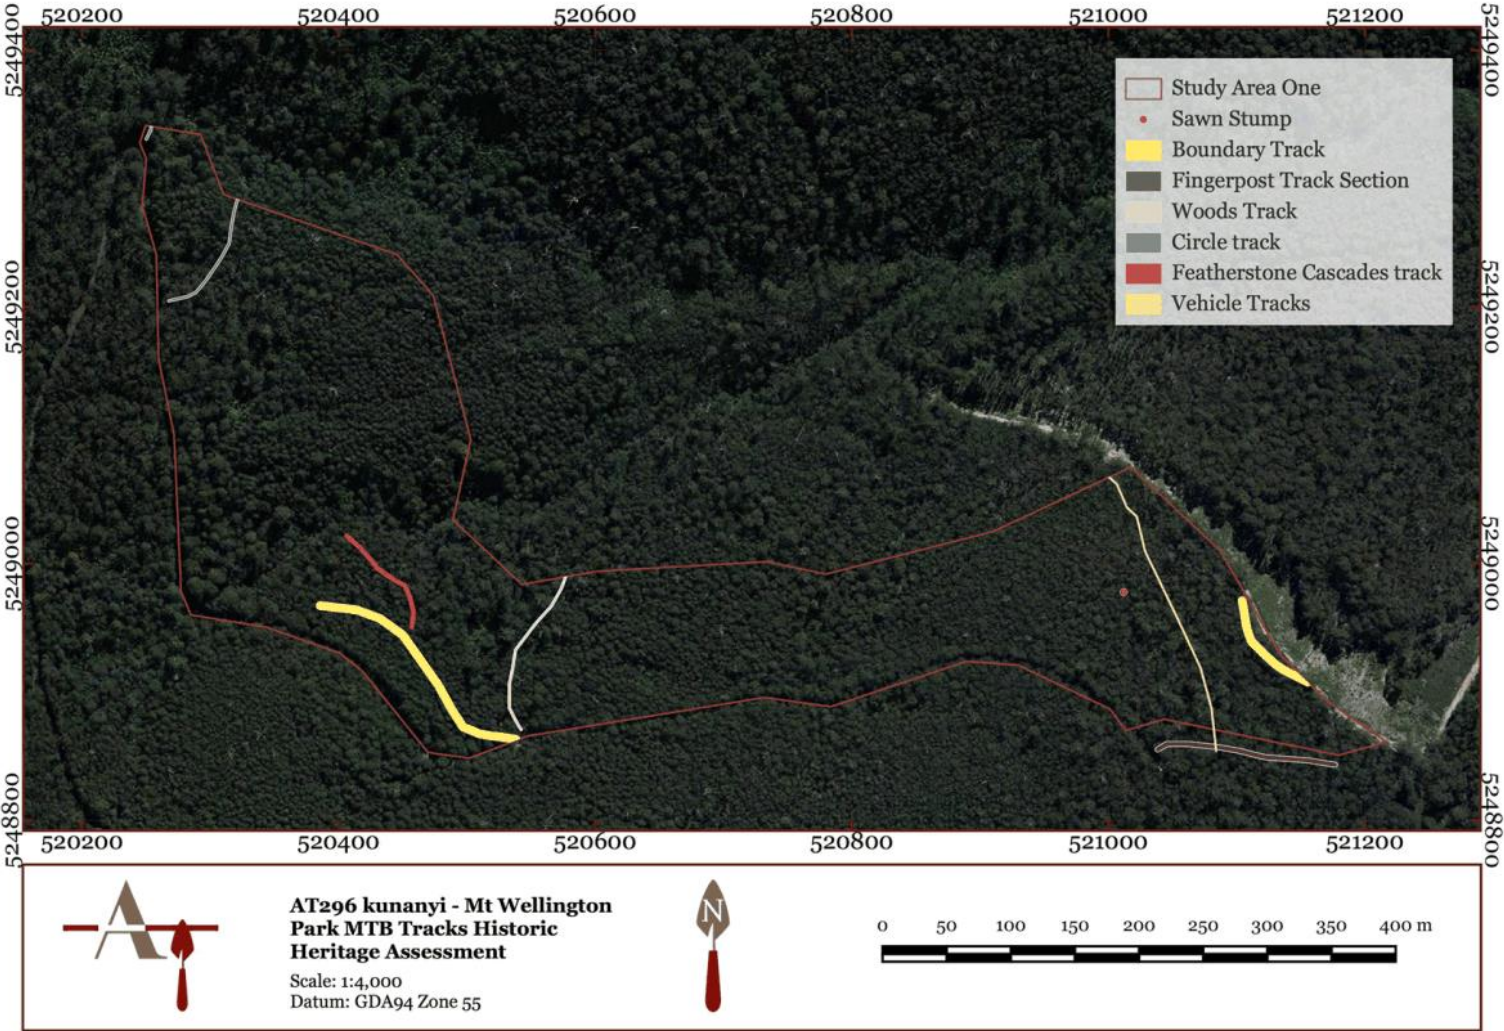 520200 520400 520600 520800 521000 521200
5249400
5249400
Study Area One
Sawn Stump
Boundary Track
Fingerpost Track Section
Woods Track
Circle track
Featherstone Cascades track
Vehicle Tracks
5249200
5249200
5249000
5249000
5248800
5248800
520200 520400 520600 520800 521000 521200
A
AT296 kunanyi - Mt Wellington
Park MTB Tracks Historic
Heritage Assessment
Scale: 1:4,000
Datum: GDA94 Zone 55
N
0 50 100 150 200 250 300 350 400 m